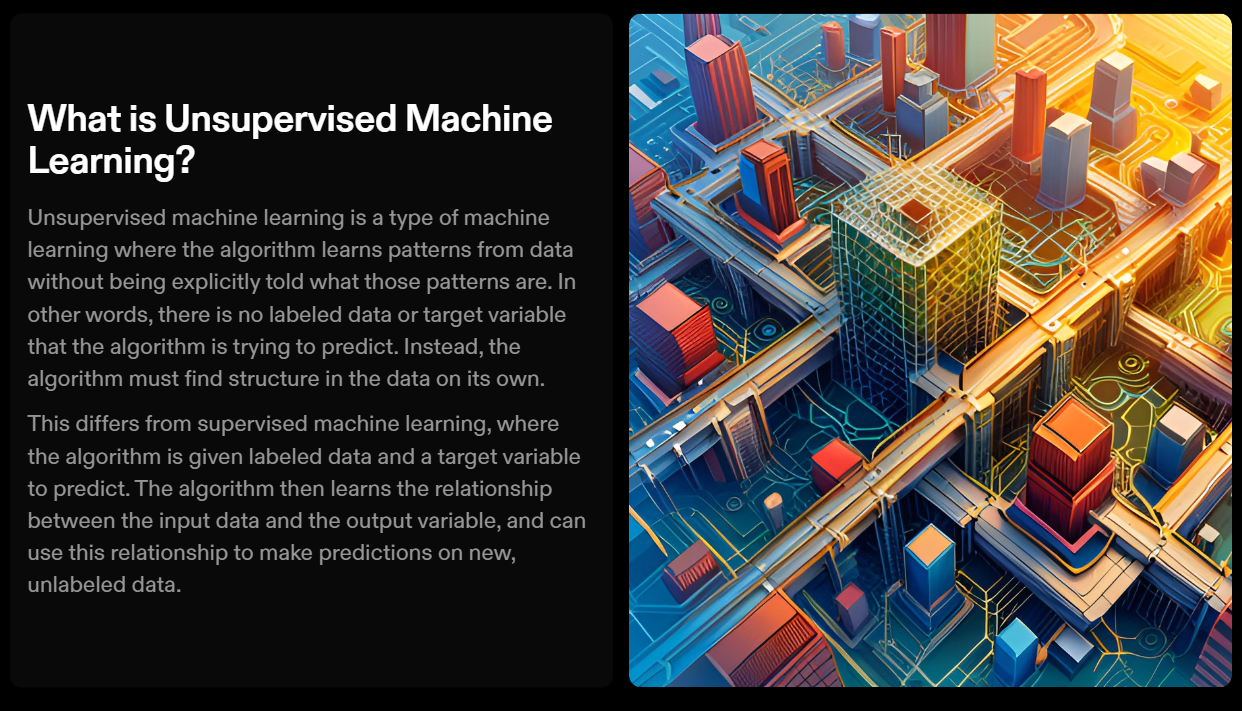 What is Unsupervised Machine
Learning?
Unsupervised machine learning is a type of machine
learning where the algorithm learns patterns from data
without being explicitly told what those patterns are. In
other words, there is no labeled data or target variable
that the algorithm is trying to predict. Instead, the
algorithm must find structure in the data on its own.
This differs from supervised machine learning, where
the algorithm is given labeled data and a target variable
to predict. The algorithm then learns the relationship
between the input data and the output variable, and can
use this relationship to make predictions on new,
unlabeled data.